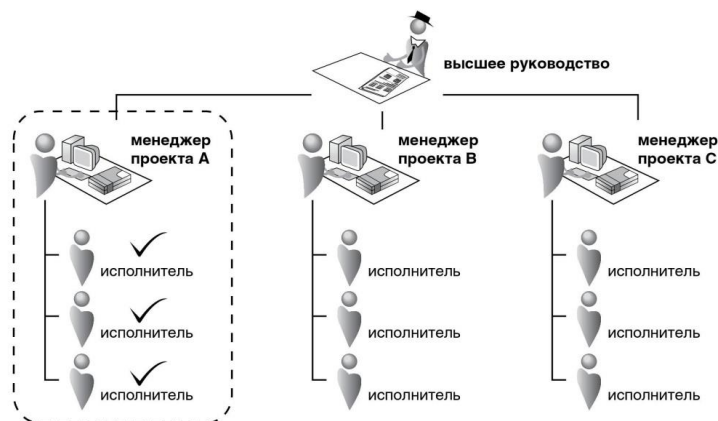 высшее руководство
менеджер
проекта А
менеджер
проекта В
менеджер
проекта С
исполнитель
исполнитель
исполнитель
исполнитель
исполнитель
исполнитель
исполнитель
исполнитель
исполнитель